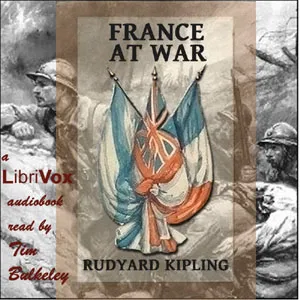 FRANCE
AT WAR
a
LibriVox
audiobook
read by
Tim
Bulkeley
RUDYARD KIPLING